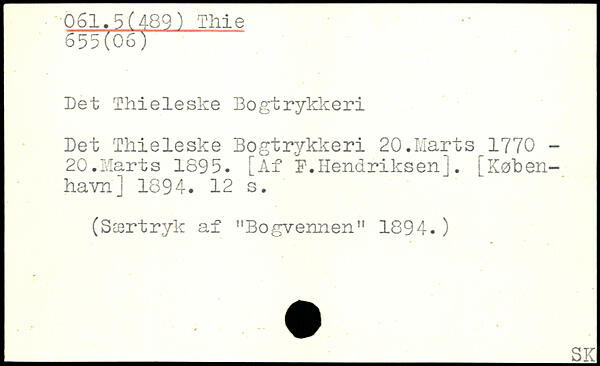 061.5(489) Thie
655(06)
Det Thieleske Bogtrykkeri
Det Thieleske Bogtrykkeri 20.Marts 1770 -
20.Marts 1895. [Af F.Hendriksen]. [Køben-
havn] 1894. 12 s.
(Særtryk af "Bogvennen" 1894.)
SK